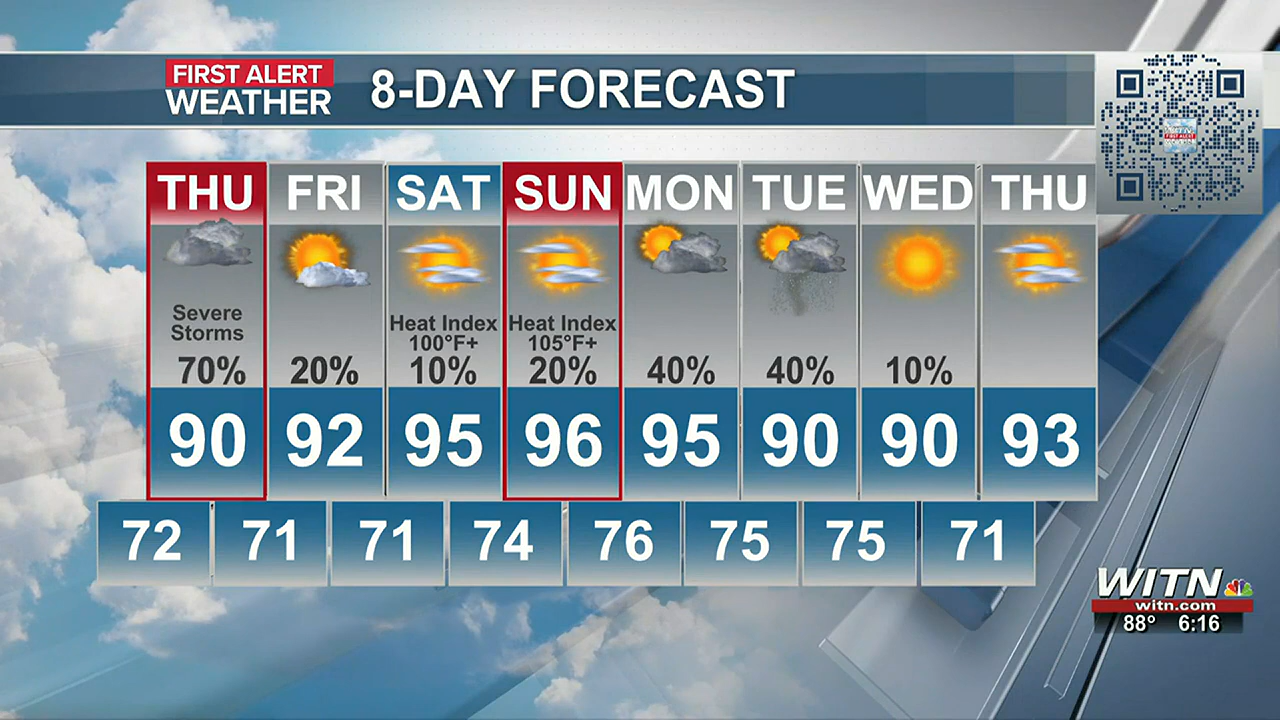 FIRST ALERT
WEATHER
8-DAY FORECAST
THU FRI SAT SUN MON TUE WED THU
Severe
Storms
Heat Index
100°F+
Heat Index
105°F+
70% 20% 10% 20% 40% 40% 10%
90 92 95 96 95 90 90 93
72 71 71 74 76 75 75 71
WITN
witn.com
88° 6:16